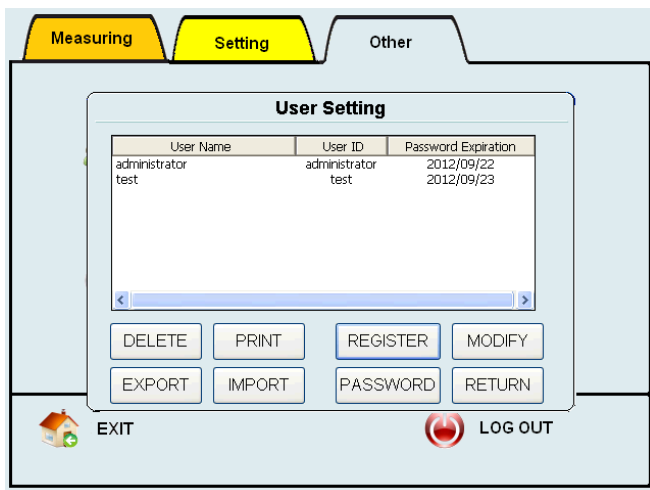 Measuring Setting Other
User Setting
User Name User ID Password Expiration
administrator administrator 2012/09/22
test test 2012/09/23
DELETE PRINT REGISTER MODIFY
EXPORT IMPORT PASSWORD RETURN
EXIT LOG OUT